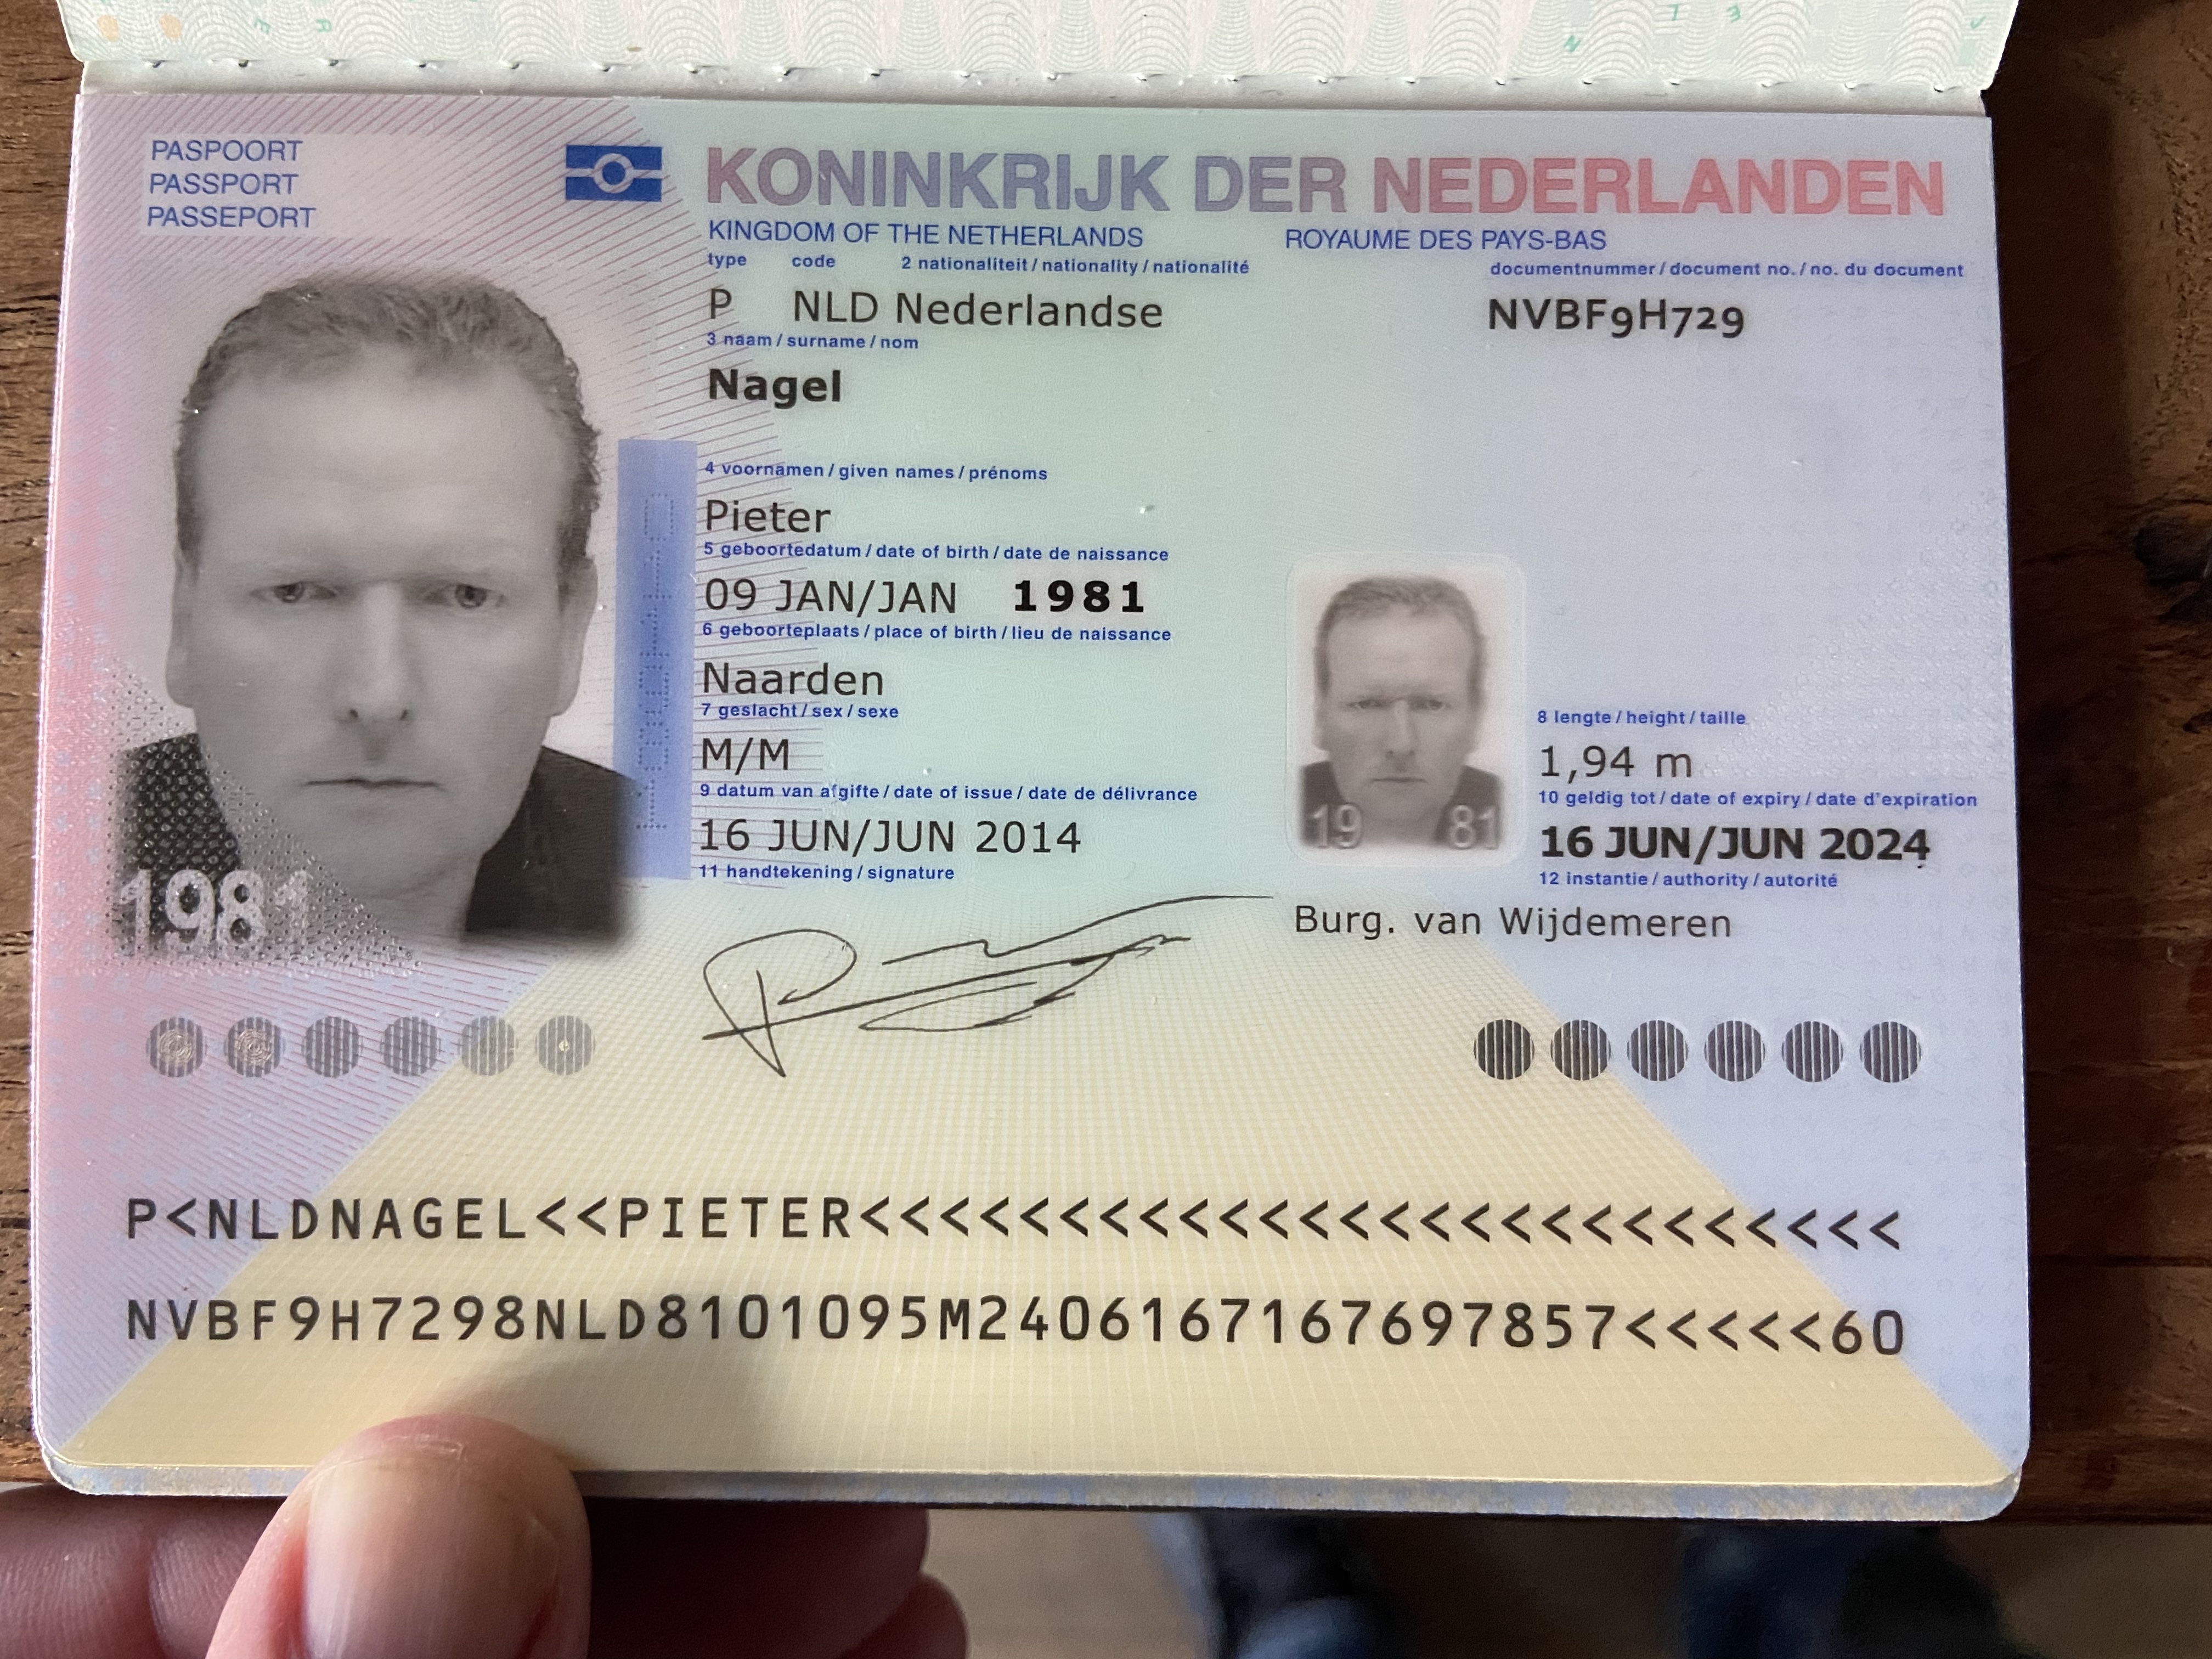 PASPOORT
PASSPORT
PASSEPORT
KONINKRIJK DER NEDERLANDEN
KINGDOM OF THE NETHERLANDS ROYAUME DES PAYS-BAS
type code 2 nationaliteit / nationality / nationalité documentnummer / document no. / no. du document
P NLD Nederlandse NVBF9H729
3 naam / surname / nom
Nagel
4 voornamen / given names / prénoms
Pieter
5 geboortedatum / date of birth / date de naissance
09 JAN/JAN 1981
6 geboorteplaats / place of birth / lieu de naissance
Naarden
7 geslacht / sex / sexe 8 lengte / height / taille
M/M 1,94 m
9 datum van afgifte / date of issue / date de délivrance 10 geldig tot / date of expiry / date d'expiration
16 JUN/JUN 2014 16 JUN/JUN 2024
11 handtekening / signature 12 instantie / authority / autorité
Burg. van Wijdemeren
1981
19 81
P<NLDNAGEL<<PIETER<<<<<<<<<<<<<<<<<<<<<<<<<<
NVBF9H7298NLD8101095M2406167167697857<<<<<60